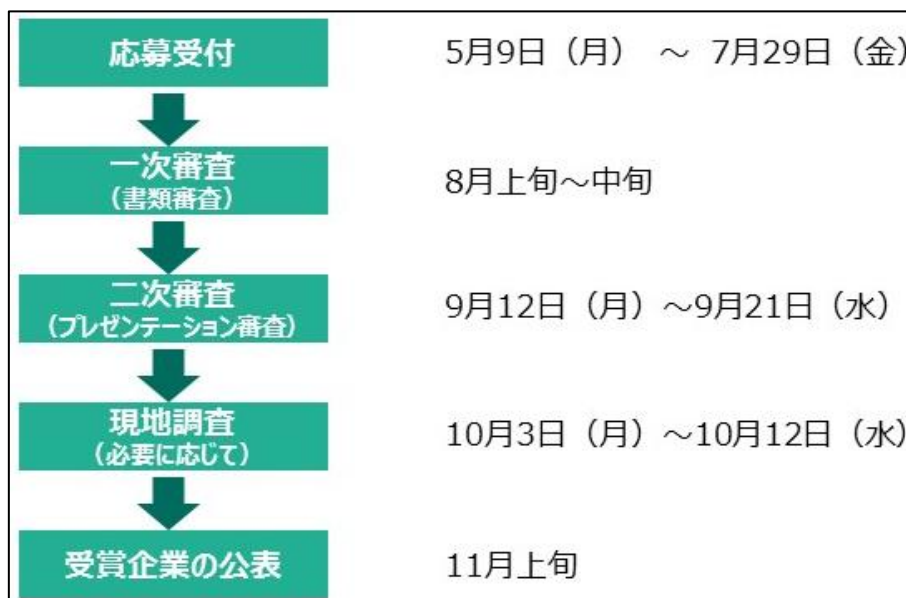 応募受付
5月9日（月） ～ 7月29日（金）
一次審査
（書類審査）
8月上旬～中旬
二次審査
（プレゼンテーション審査）
9月12日（月）～9月21日（水）
現地調査
（必要に応じて）
10月3日（月）～10月12日（水）
受賞企業の公表
11月上旬